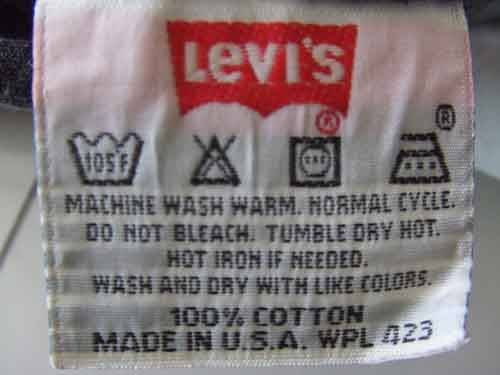 LEVI'S
®
®
105°F
MACHINE WASH WARM. NORMAL CYCLE.
DO NOT BLEACH. TUMBLE DRY HOT.
HOT IRON IF NEEDED.
WASH AND DRY WITH LIKE COLORS.
100% COTTON
MADE IN U.S.A. WPL 423